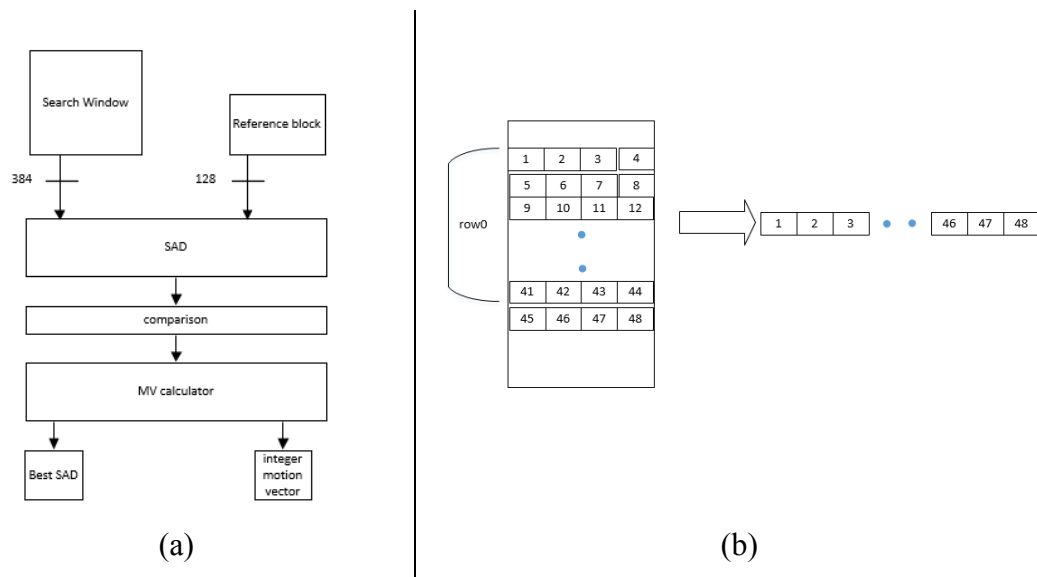 Search Window
Reference block
384
128
SAD
comparison
MV calculator
Best SAD
integer
motion
vector
(a)
row0
1 2 3 4
5 6 7 8
9 10 11 12
41 42 43 44
45 46 47 48
1 2 3 46 47 48
(b)